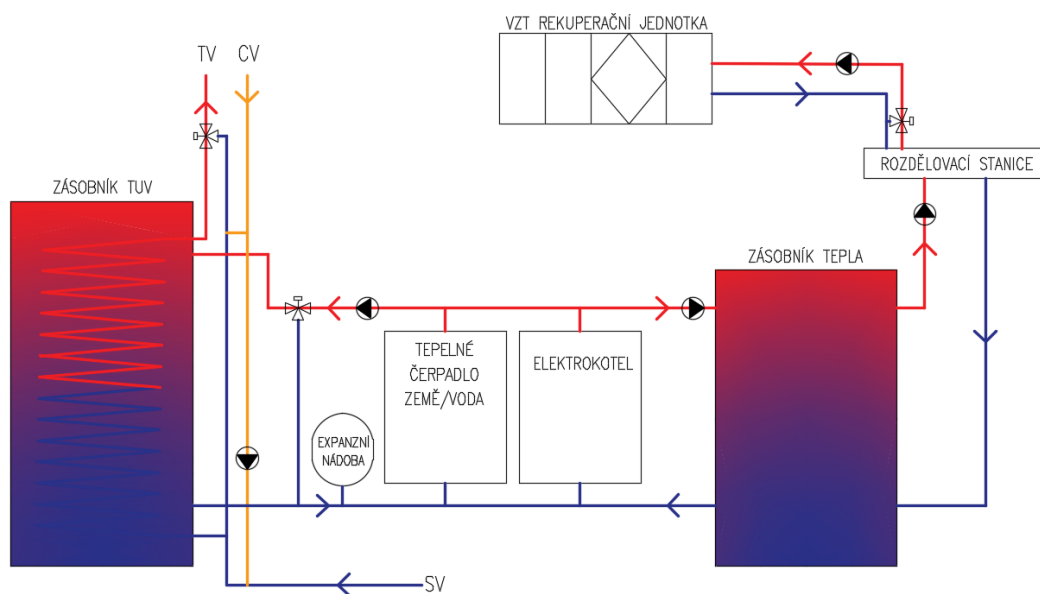 VZT REKUPERAČNÍ JEDNOTKA
TV
CV
ROZDĚLOVACÍ STANICE
ZÁSOBNÍK TUV
ZÁSOBNÍK TEPLA
TEPELNÉ
ČERPADLO
ZEMĚ/VODA
ELEKTROKOTEL
EXPANZNÍ
NÁDOBA
SV